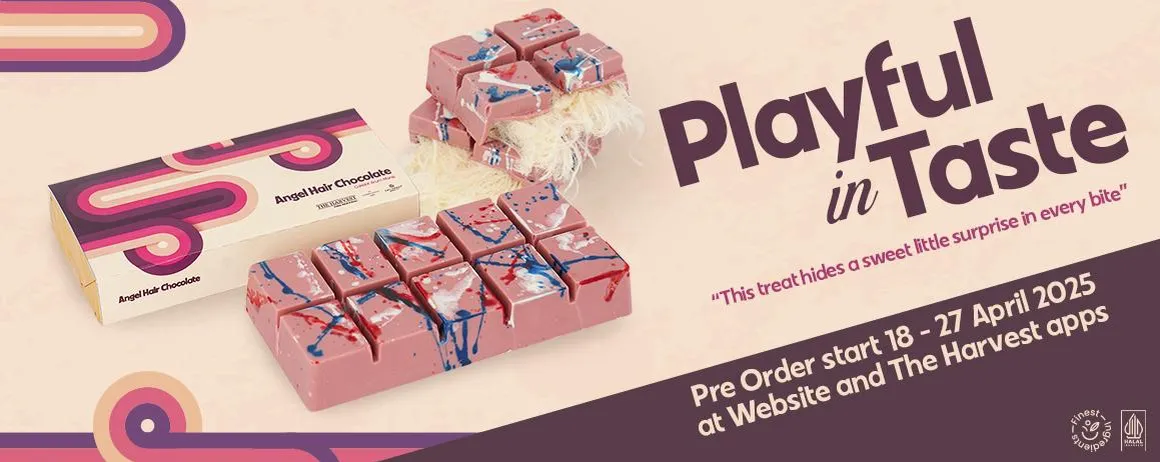 Playful
in Taste
“This treat hides a sweet little surprise in every bite”
Pre Order start 18 - 27 April 2025
at Website and The Harvest apps
Angel Hair Chocolate
THE HARVEST
Angel Hair Chocolate
Finest
Ingredients
HALAL
INDONESIA